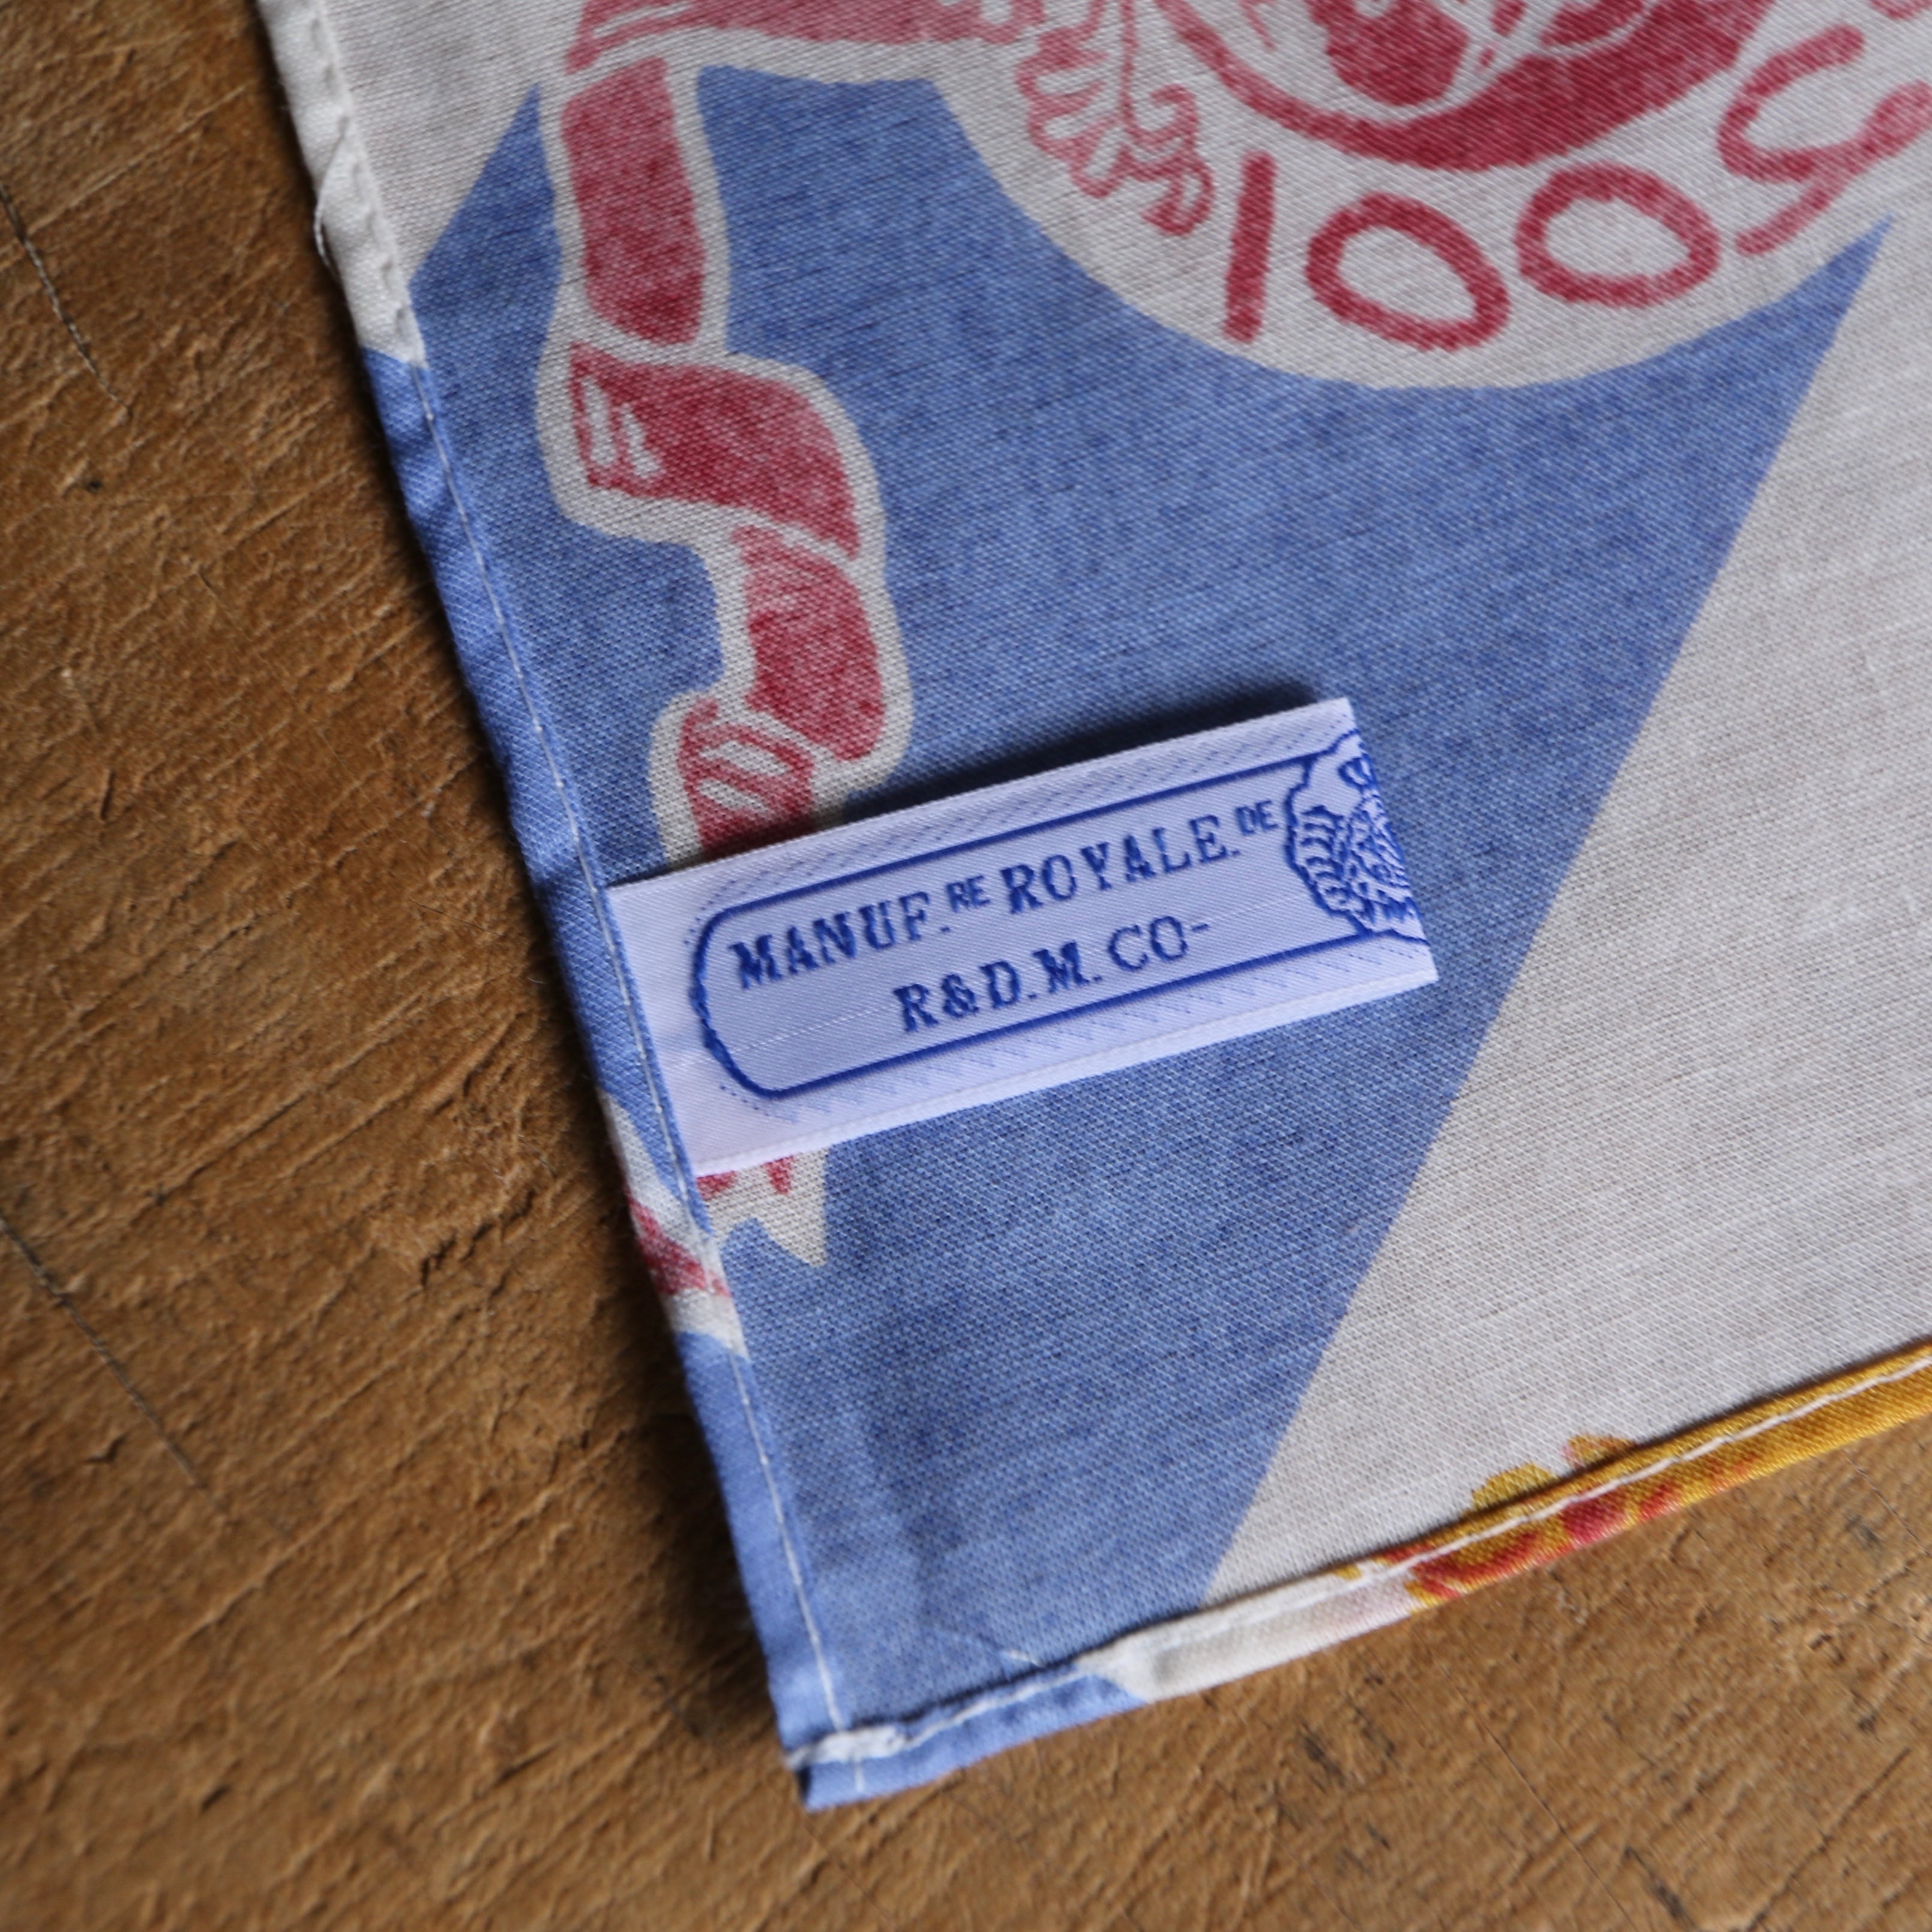 100
MANUF.RE ROYALE.DE
R&D.M.CO-